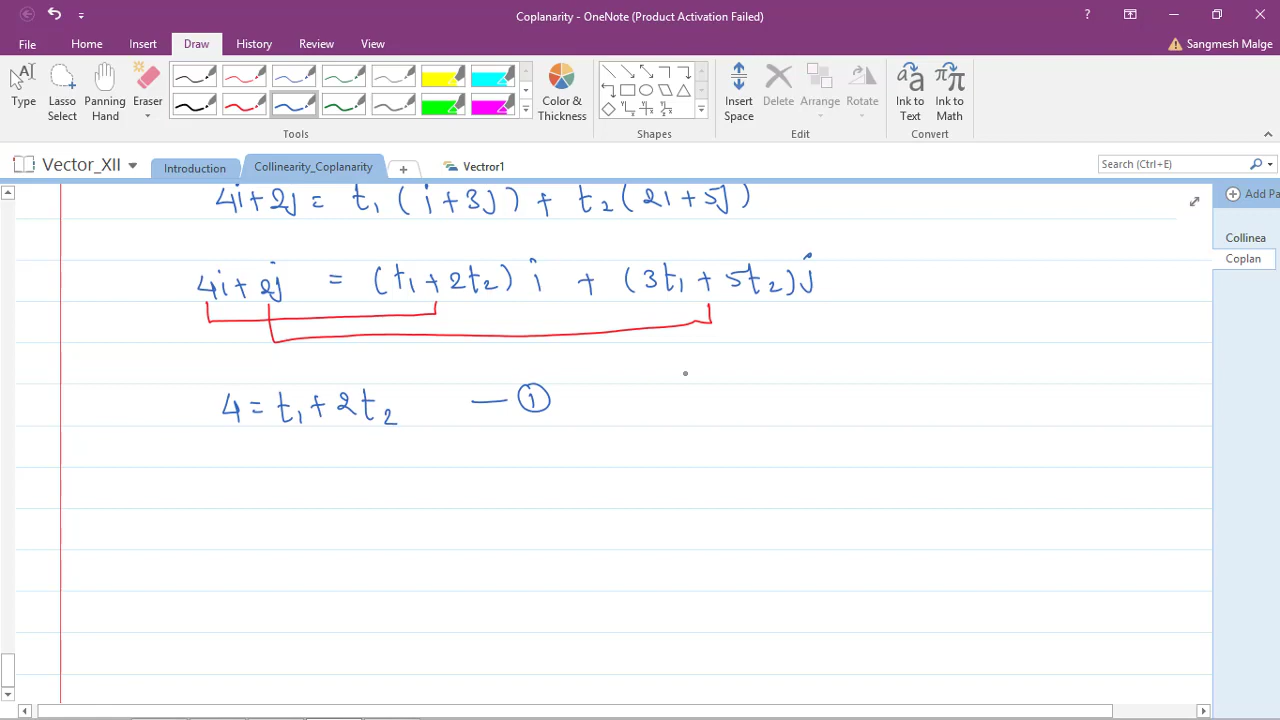 Coplanarity - OneNote (Product Activation Failed)
File Home Insert Draw History Review View Sangmesh Malge
Type Lasso Select Panning Hand Eraser Color & Thickness Insert Space Delete Arrange Rotate Ink to Text Ink to Math
Tools Shapes Edit Convert
Vector_XII Introduction Collinearity_Coplanarity Vectror1 Search (Ctrl+E)
Add Pa
Collinea
Coplan
4i + 2j = t₁ (i + 3j) + t₂ (2i + 5j)
4i + 2j = (t₁ + 2t₂) i + (3t₁ + 5t₂) j
4 = t₁ + 2t₂ — ①